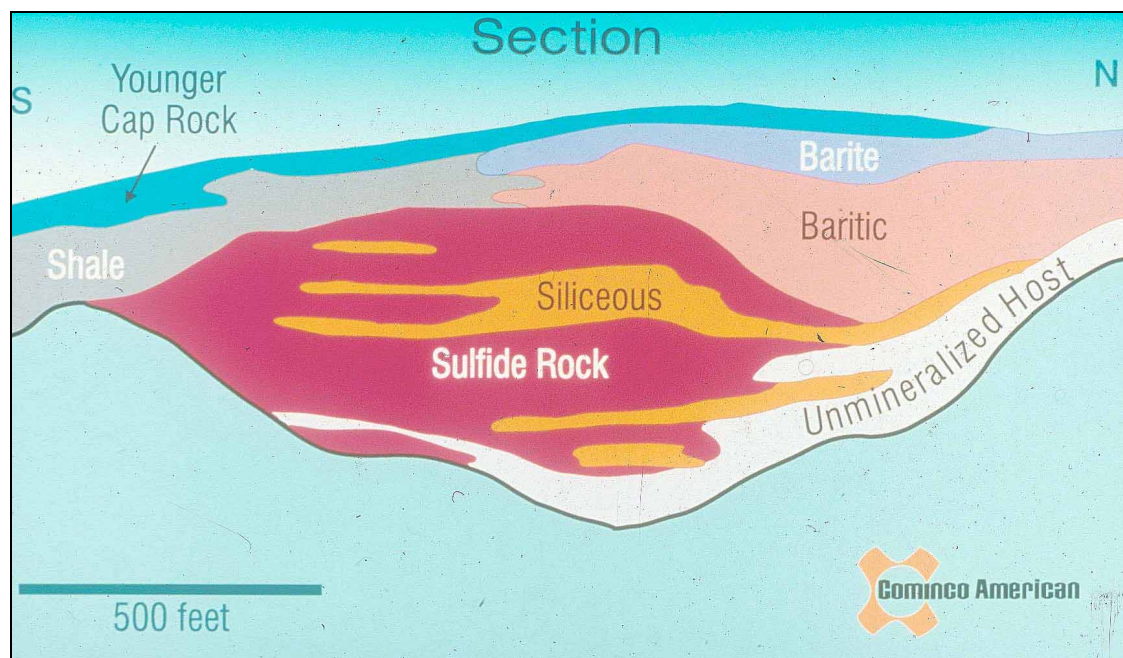 Section
S
Younger
Cap Rock
N
Barite
Baritic
Shale
Siliceous
Sulfide Rock
Unmineralized Host
500 feet
Cominco American